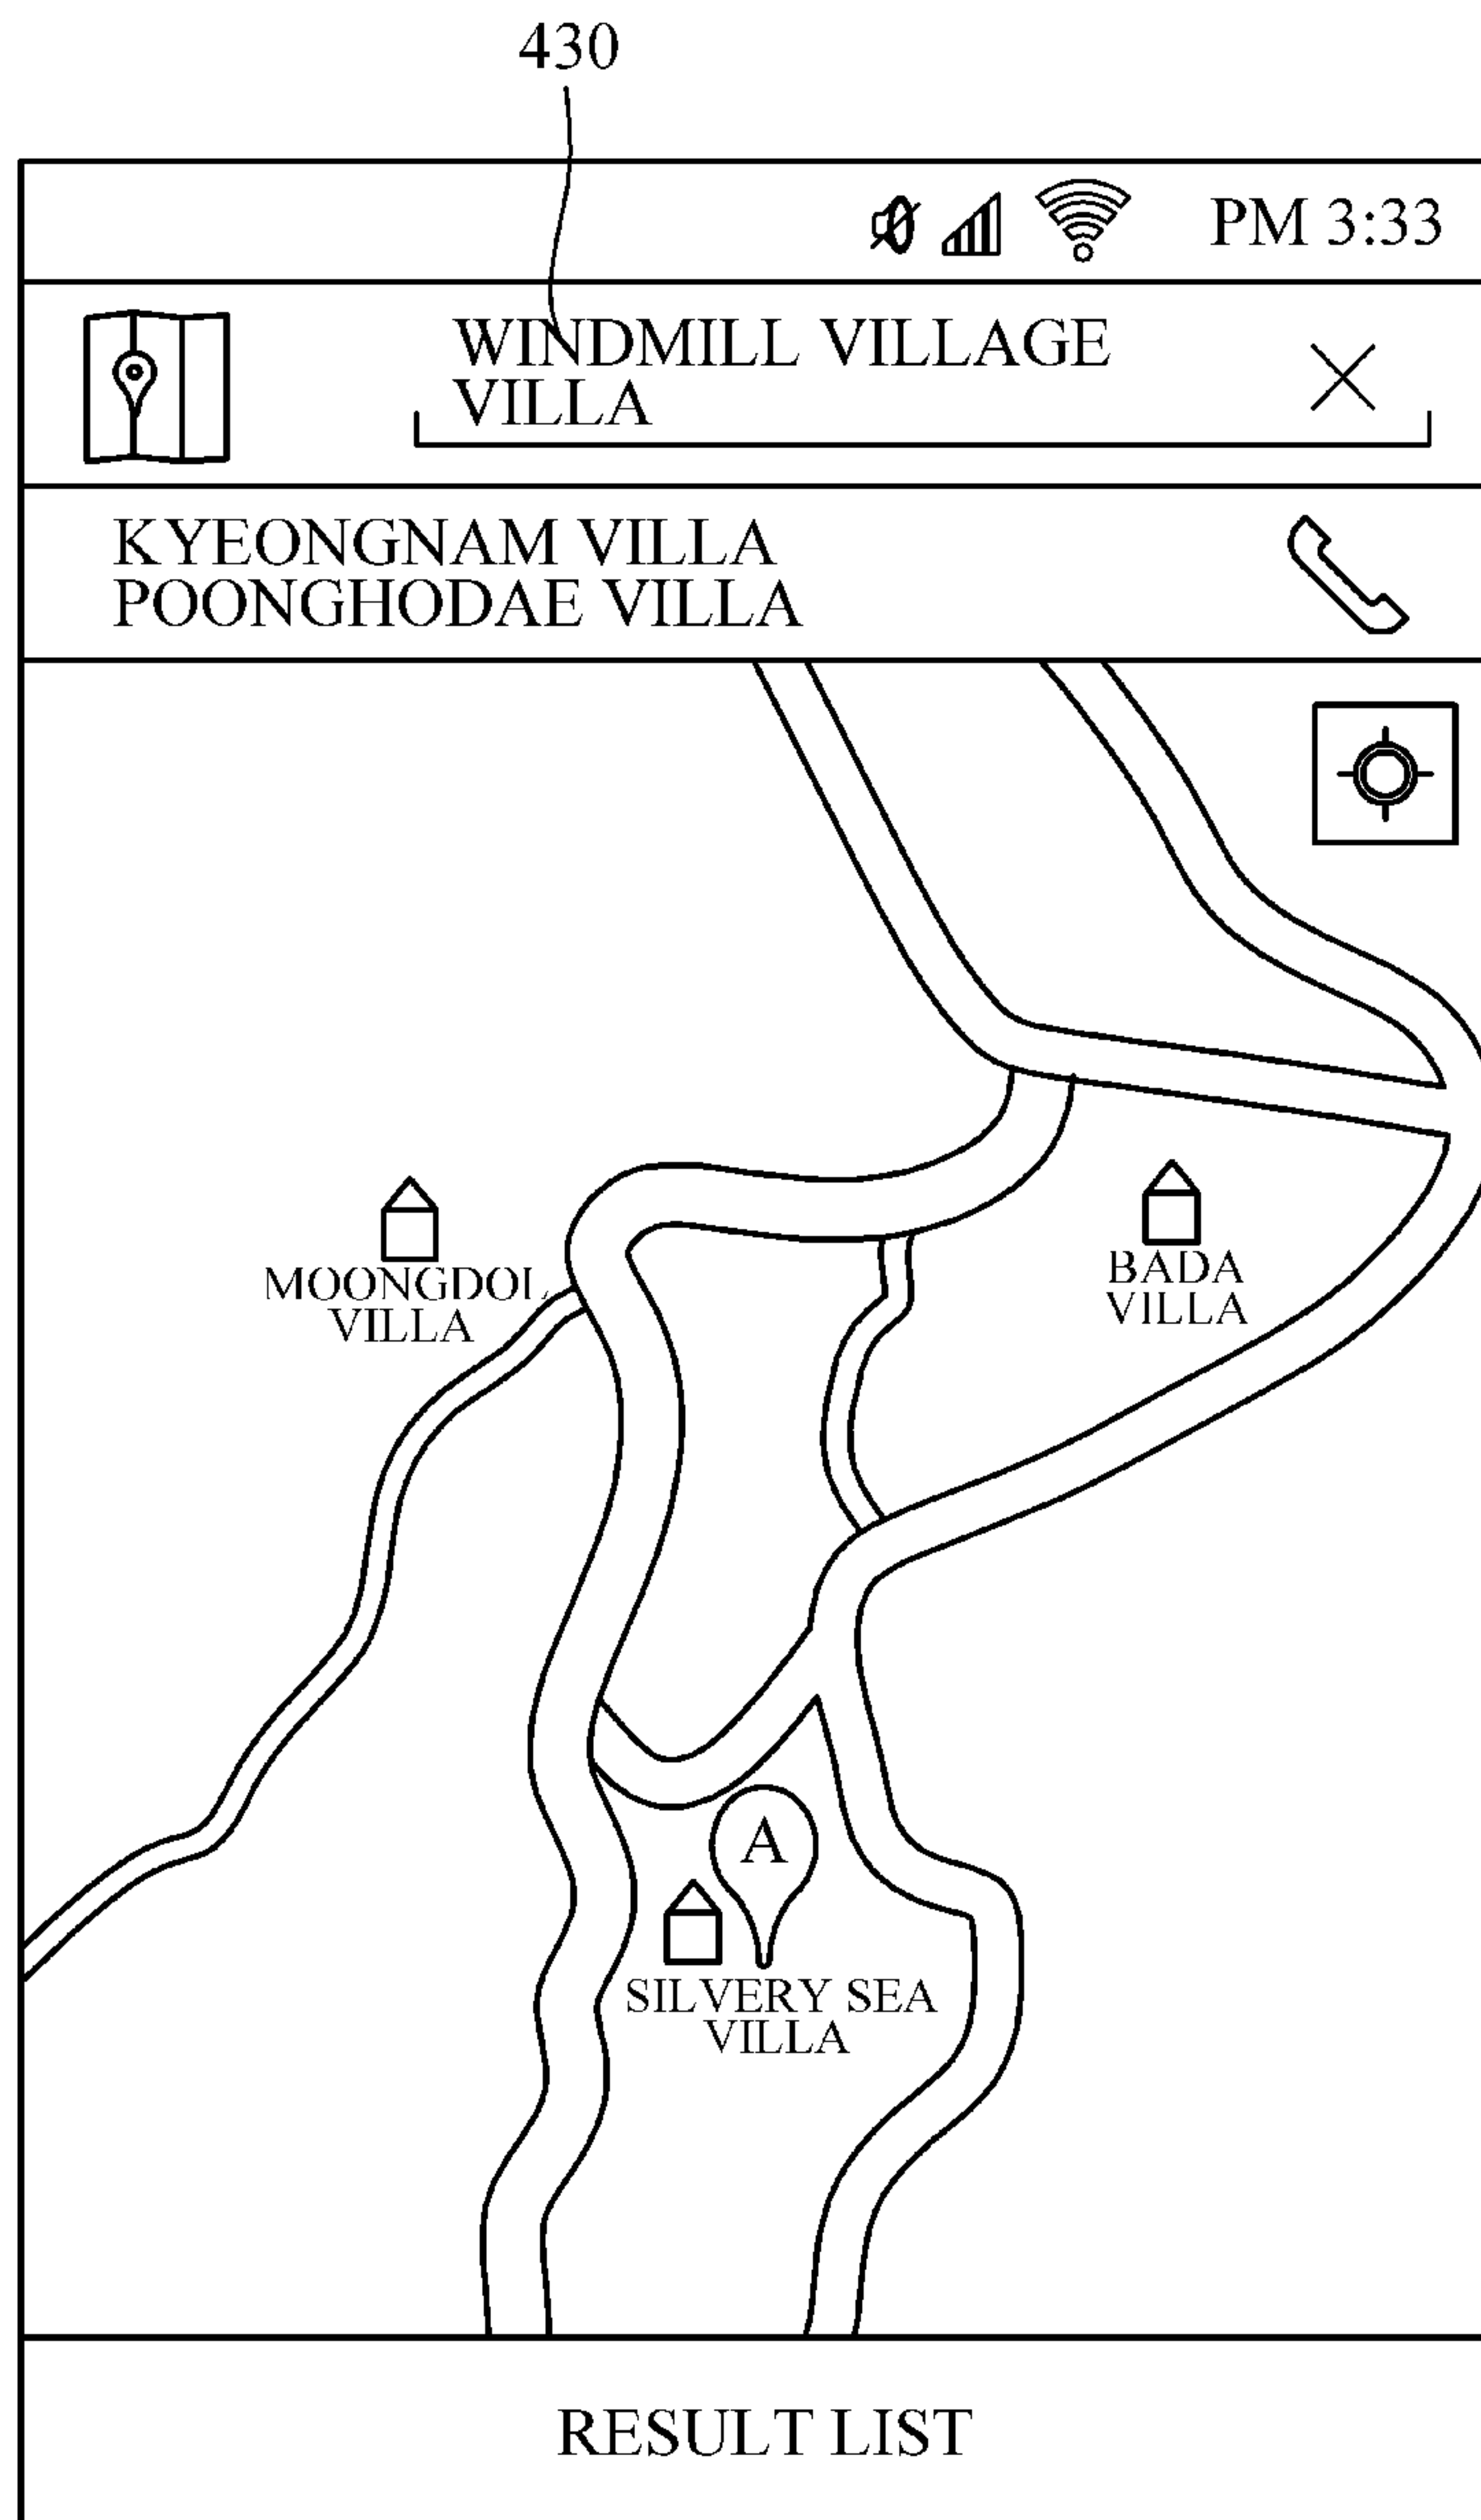 430
PM 3:33
WINDMILL VILLAGE
VILLA
KYEONGNAM VILLA
POONGHODAE VILLA
MOONGDOL
VILLA
BADA
VILLA
A
SILVERY SEA
VILLA
RESULT LIST